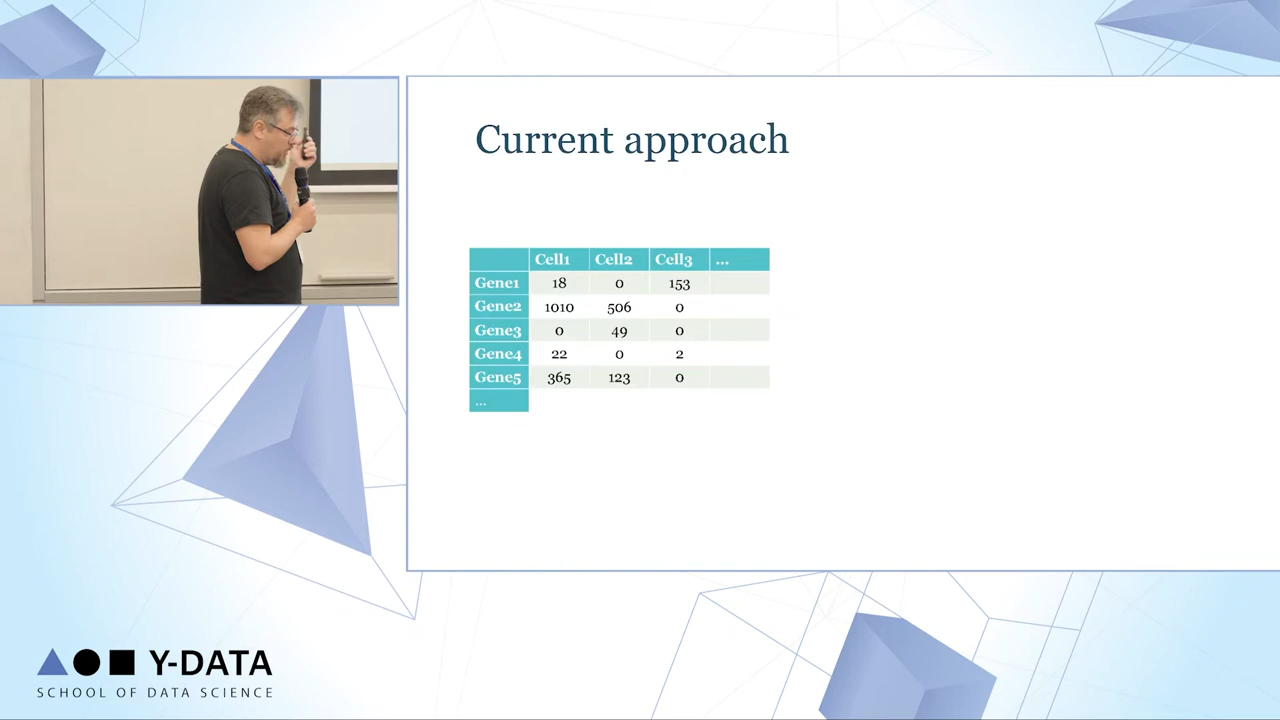 Current approach
Cell1 Cell2 Cell3 ...
Gene1 18 0 153
Gene2 1010 506 0
Gene3 0 49 0
Gene4 22 0 2
Gene5 365 123 0
...
Y-DATA
SCHOOL OF DATA SCIENCE